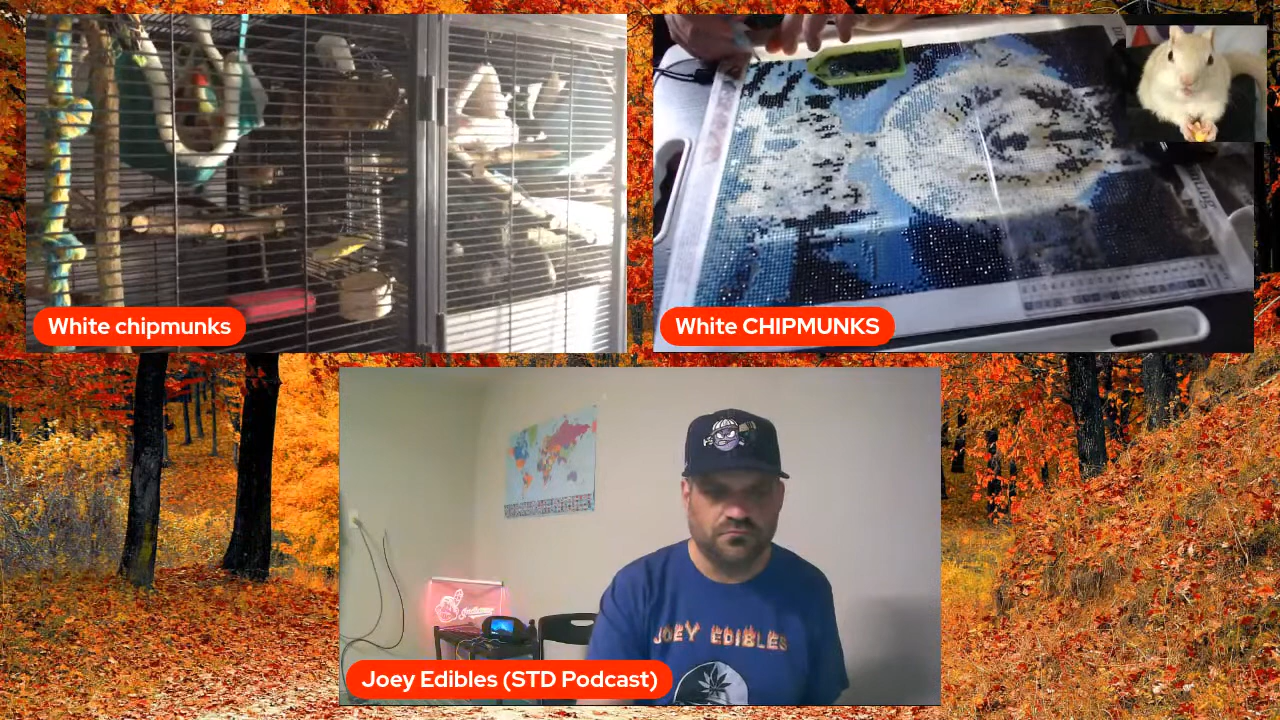 White chipmunks
White CHIPMUNKS
JOEY EDIBLES
Joey Edibles (STD Podcast)